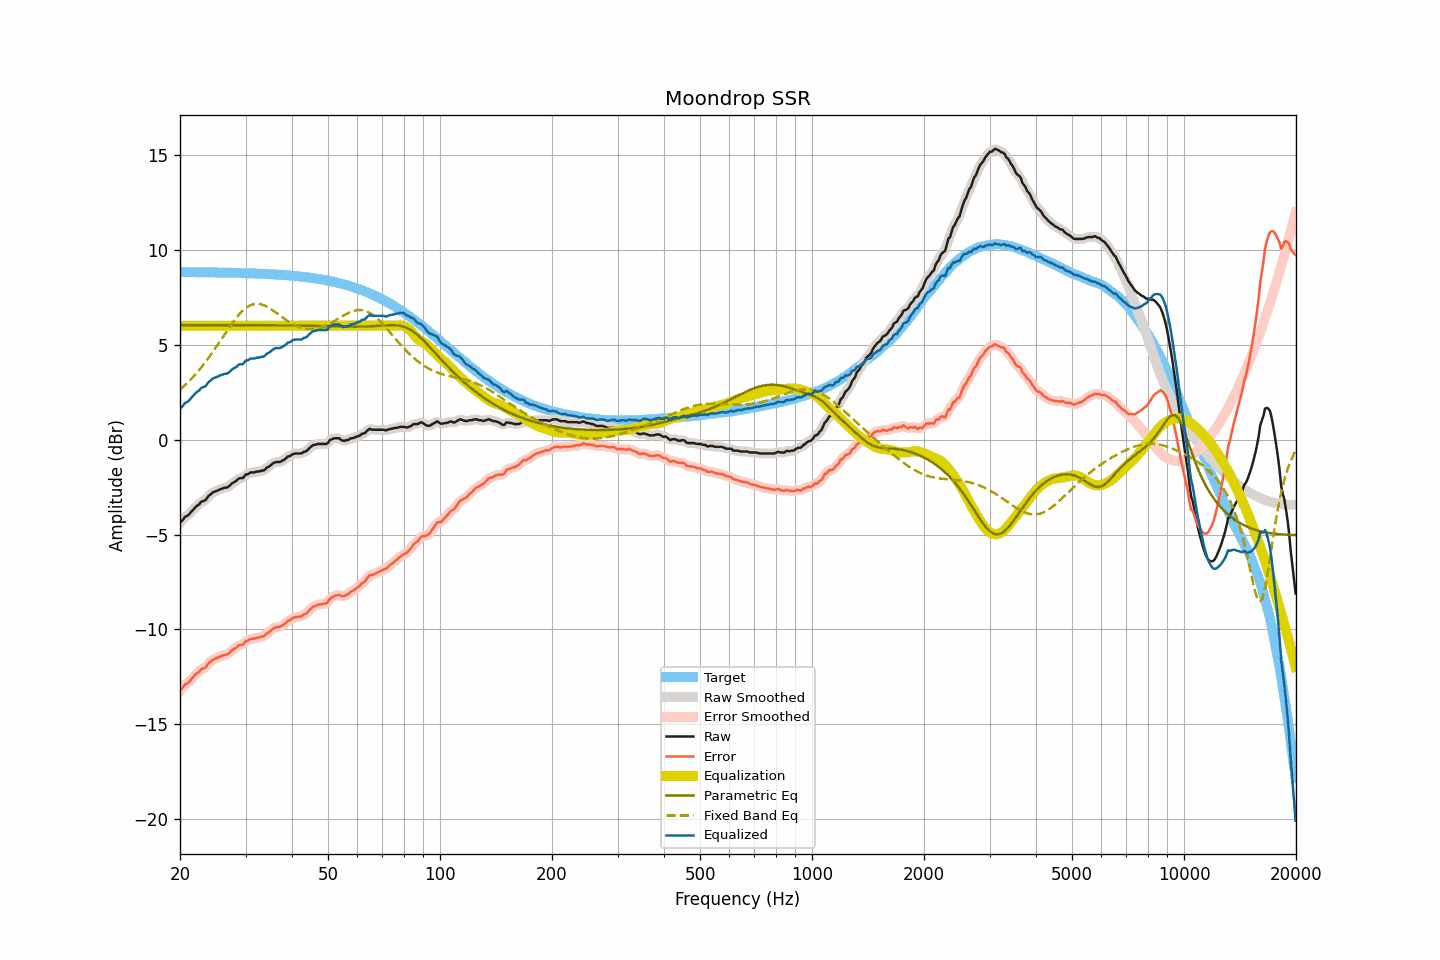 Moondrop SSR
Amplitude (dBr)
15
10
5
0
−5
−10
−15
−20
Target
Raw Smoothed
Error Smoothed
Raw
Error
Equalization
Parametric Eq
Fixed Band Eq
Equalized
20 50 100 200 500 1000 2000 5000 10000 20000
Frequency (Hz)